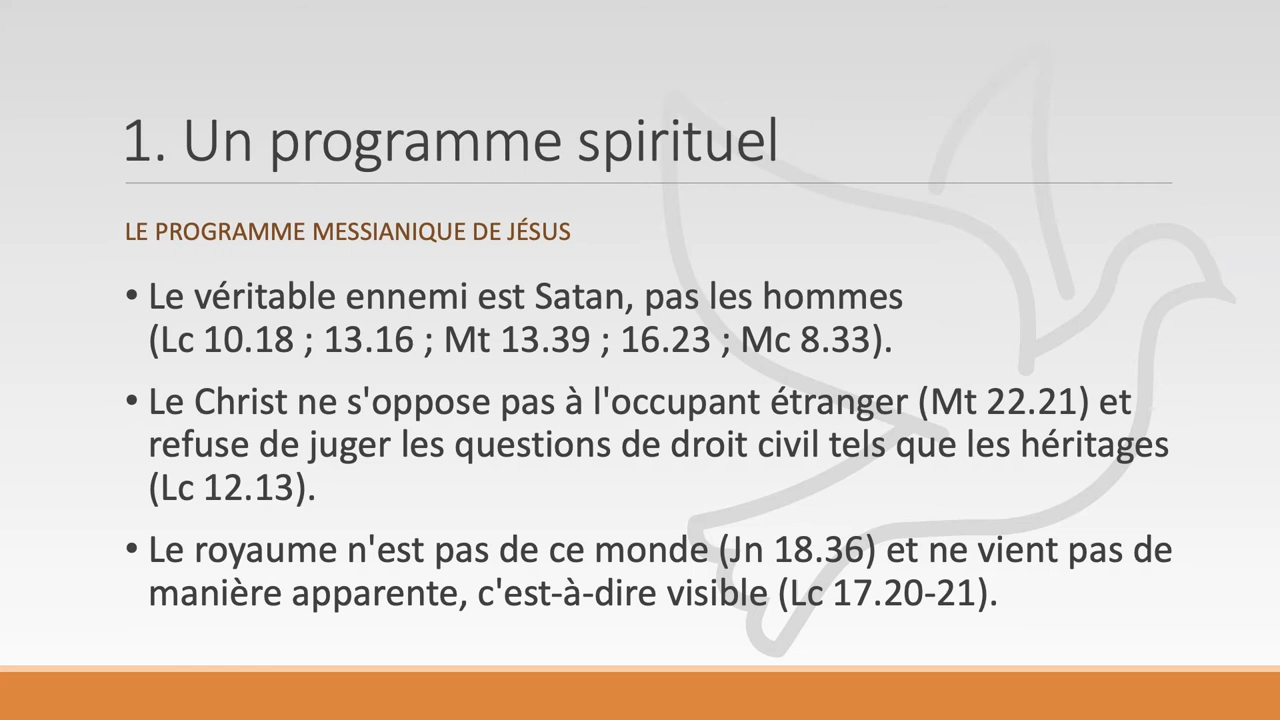 1. Un programme spirituel
LE PROGRAMME MESSIANIQUE DE JÉSUS
• Le véritable ennemi est Satan, pas les hommes
(Lc 10.18 ; 13.16 ; Mt 13.39 ; 16.23 ; Mc 8.33).
• Le Christ ne s'oppose pas à l'occupant étranger (Mt 22.21) et
refuse de juger les questions de droit civil tels que les héritages
(Lc 12.13).
• Le royaume n'est pas de ce monde (Jn 18.36) et ne vient pas de
manière apparente, c'est-à-dire visible (Lc 17.20-21).